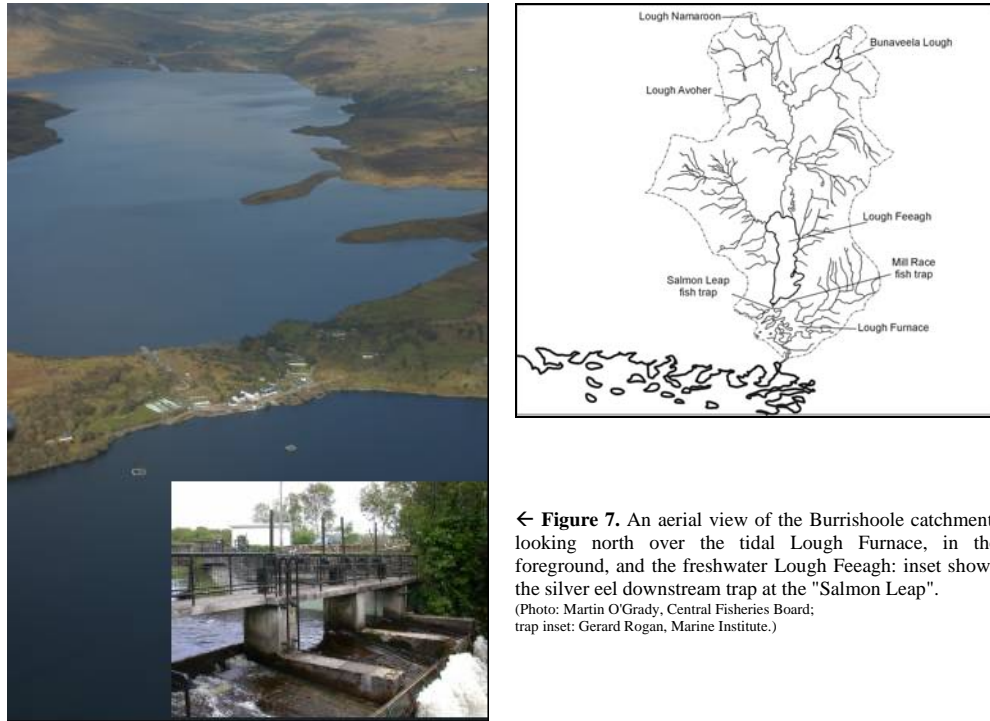 Lough Namaroon
Bunaveela Lough
Lough Avoher
Lough Feeagh
Mill Race
fish trap
Salmon Leap
fish trap
Lough Furnace
← Figure 7. An aerial view of the Burrishoole catchment
looking north over the tidal Lough Furnace, in th
foreground, and the freshwater Lough Feeagh: inset show
the silver eel downstream trap at the "Salmon Leap".
(Photo: Martin O'Grady, Central Fisheries Board;
trap inset: Gerard Rogan, Marine Institute.)